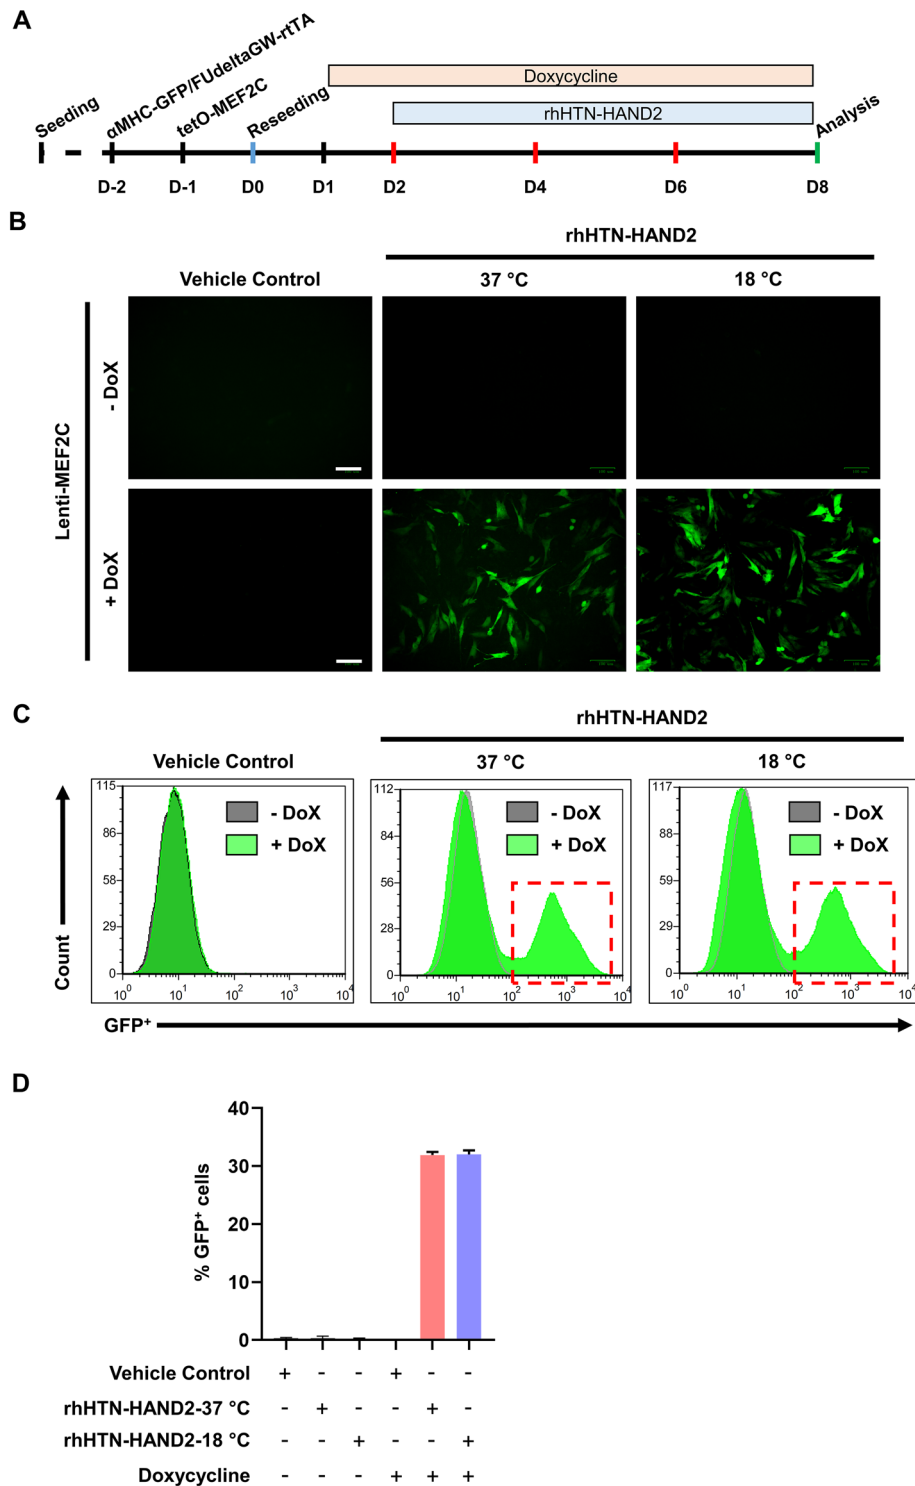 A
Seeding
αMHC-GFP/FUdeltaGW-rtTA
tetO-MEF2C
Reseeding
Doxycycline
rhHTN-HAND2
Analysis
D-2 D-1 D0 D1 D2 D4 D6 D8
B
rhHTN-HAND2
Vehicle Control 37 °C 18 °C
Lenti-MEF2C
- DoX
+ DoX
C
rhHTN-HAND2
Vehicle Control 37 °C 18 °C
Count
115
86
58
29
0
10⁰ 10¹ 10² 10³ 10⁴
- DoX
+ DoX
112
84
56
28
0
10⁰ 10¹ 10² 10³ 10⁴
- DoX
+ DoX
117
88
59
29
0
10⁰ 10¹ 10² 10³ 10⁴
- DoX
+ DoX
GFP⁺
D
% GFP⁺ cells
40
30
20
10
0
Vehicle Control + - - + - -
rhHTN-HAND2-37 °C - + - - + -
rhHTN-HAND2-18 °C - - + - - +
Doxycycline - - - + + +